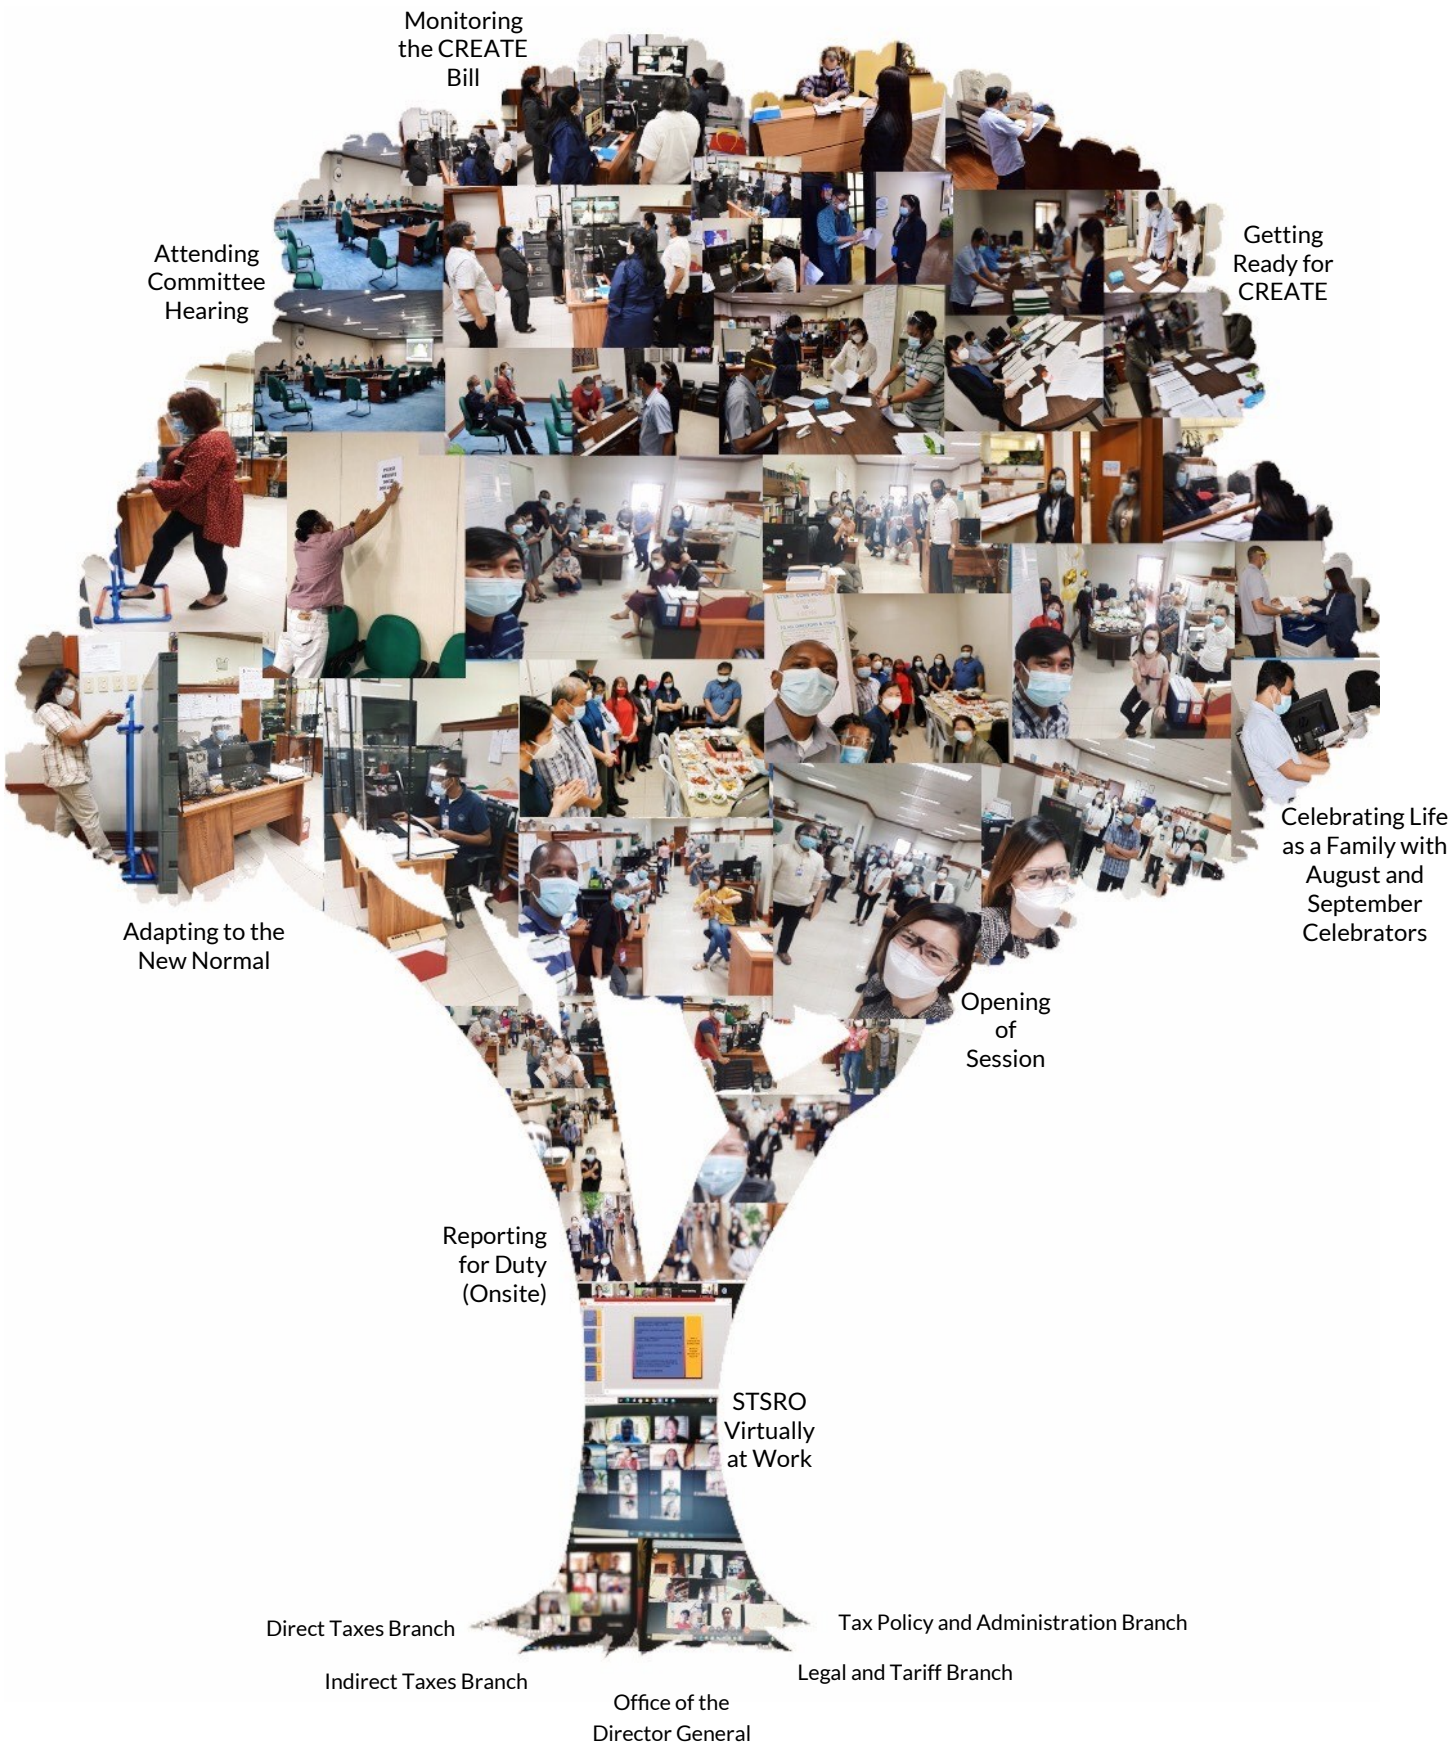 Monitoring
the CREATE
Bill
Attending
Committee
Hearing
Getting
Ready for
CREATE
Celebrating Life
as a Family with
August and
September
Celebrators
Adapting to the
New Normal
Opening
of
Session
Reporting
for Duty
(Onsite)
STSRO
Virtually
at Work
Direct Taxes Branch
Tax Policy and Administration Branch
Indirect Taxes Branch
Legal and Tariff Branch
Office of the
Director General